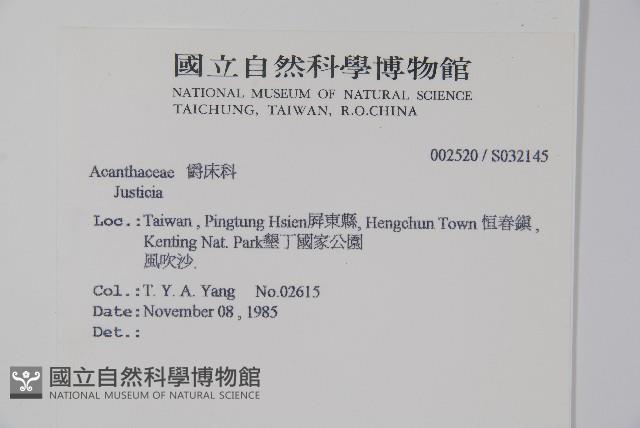 國立自然科學博物館
NATIONAL MUSEUM OF NATURAL SCIENCE
TAICHUNG, TAIWAN, R.O.CHINA
002520 / S032145
Acanthaceae 爵床科
Justicia
Loc.:Taiwan , Pingtung Hsien屏東縣, Hengchun Town 恒春鎮 ,
Kenting Nat. Park墾丁國家公園
風吹沙.
Col.:T. Y. A. Yang No.02615
Date:November 08 , 1985
Det.:
國立自然科學博物館
NATIONAL MUSEUM OF NATURAL SCIENCE